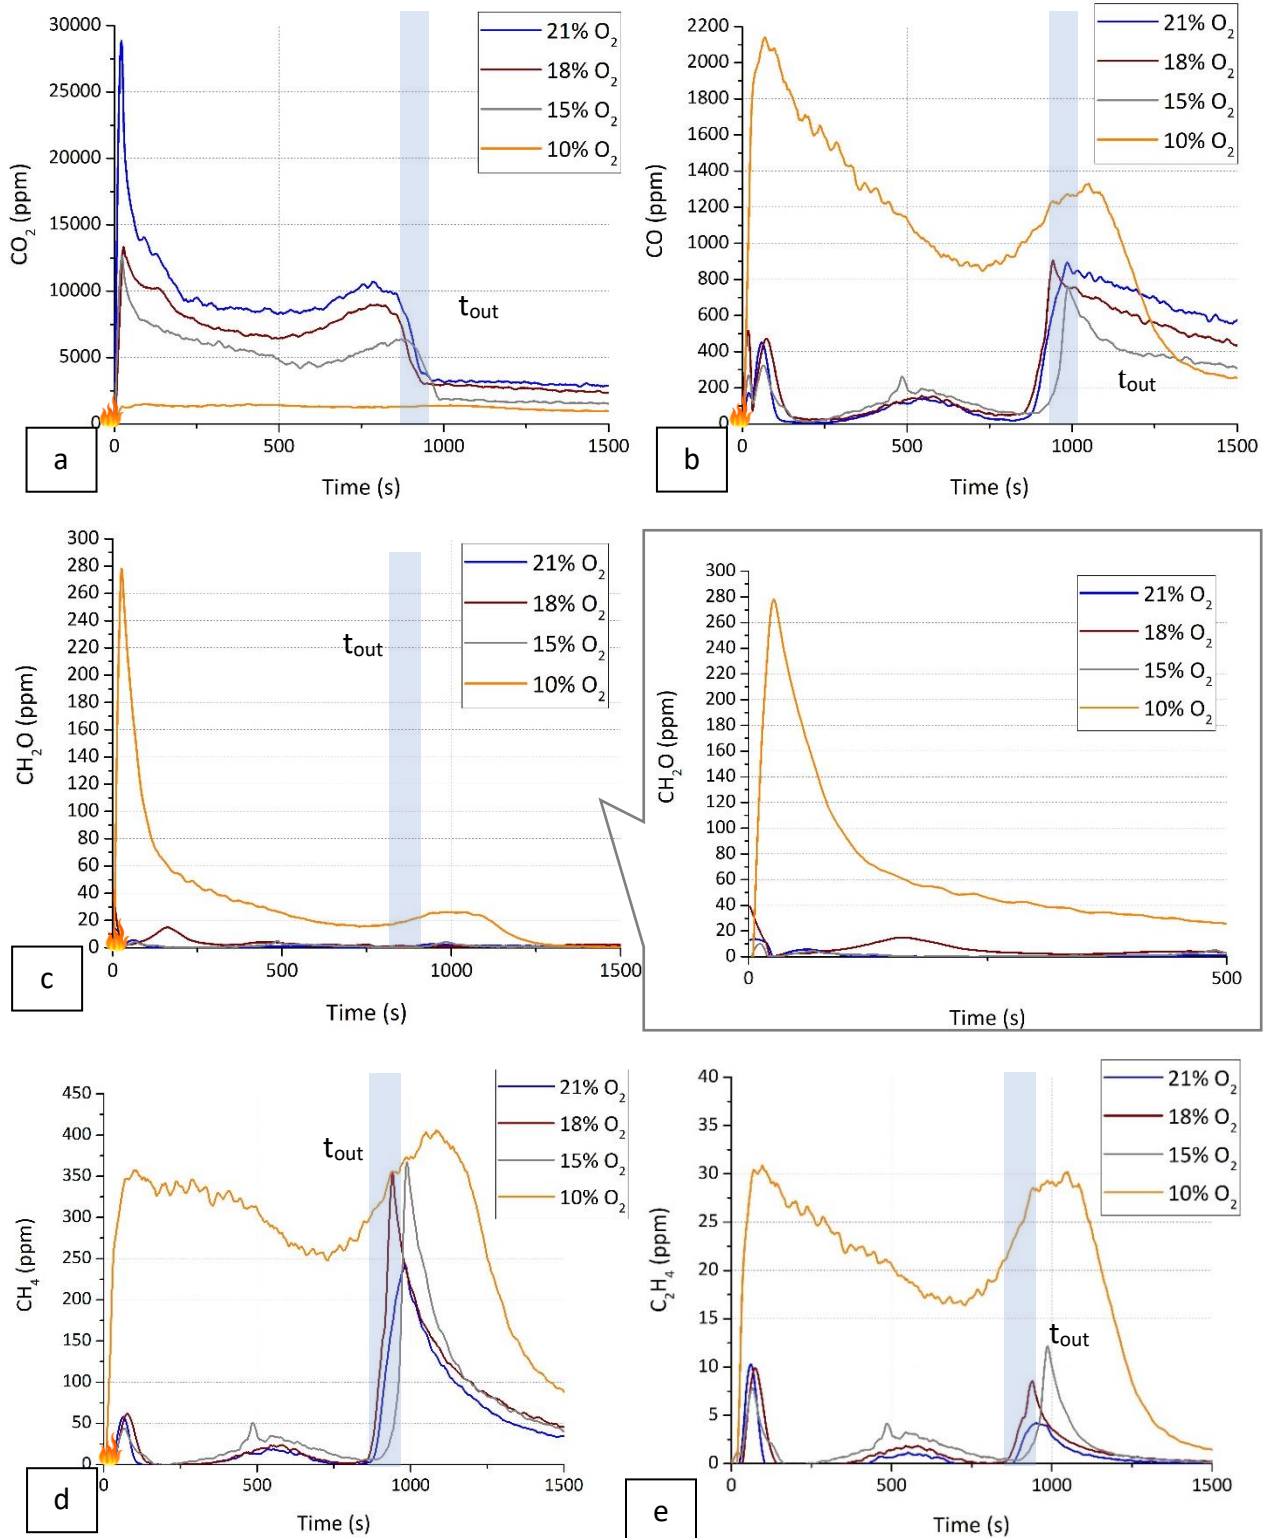 30000
25000
20000
15000
10000
5000
0
CO2 (ppm)
21% O2
18% O2
15% O2
10% O2
tout
0
500
1000
1500
Time (s)
a
2200
2000
1800
1600
1400
1200
1000
800
600
400
200
0
CO (ppm)
21% O2
18% O2
15% O2
10% O2
tout
0
500
1000
1500
Time (s)
b
300
280
260
240
220
200
180
160
140
120
100
80
60
40
20
0
CH2O (ppm)
21% O2
18% O2
15% O2
10% O2
tout
0
500
1000
1500
Time (s)
c
300
280
260
240
220
200
180
160
140
120
100
80
60
40
20
0
CH2O (ppm)
21% O2
18% O2
15% O2
10% O2
0
500
Time (s)
450
400
350
300
250
200
150
100
50
0
CH4 (ppm)
21% O2
18% O2
15% O2
10% O2
tout
0
500
1000
1500
Time (s)
d
40
35
30
25
20
15
10
5
0
C2H4 (ppm)
21% O2
18% O2
15% O2
10% O2
tout
0
500
1000
1500
Time (s)
e